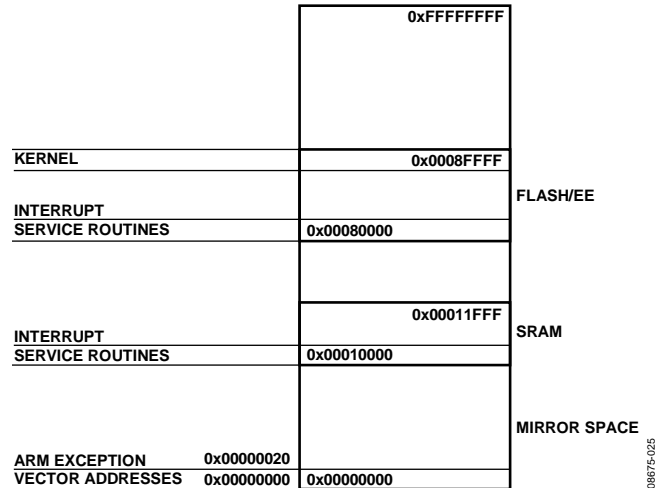 0xFFFFFFFF
KERNEL 0x0008FFFF
FLASH/EE
INTERRUPT
SERVICE ROUTINES 0x00080000
0x00011FFF
SRAM
INTERRUPT
SERVICE ROUTINES 0x00010000
MIRROR SPACE
ARM EXCEPTION 0x00000020
VECTOR ADDRESSES 0x00000000 0x00000000
08675-025